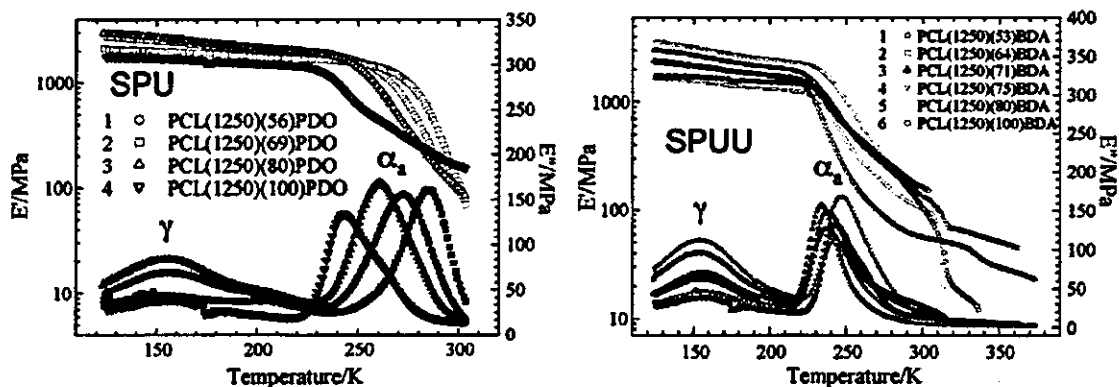 E'/MPa
1000
100
10
SPU
1 PCL(1250)(56)PDO
2 PCL(1250)(69)PDO
3 PCL(1250)(80)PDO
4 PCL(1250)(100)PDO
γ
αa
350
300
250
200
150
100
50
0
E''/MPa
150 200 250 300
Temperature/K
E'/MPa
1000
100
10
SPUU
1 PCL(1250)(53)BDA
2 PCL(1250)(64)BDA
3 PCL(1250)(71)BDA
4 PCL(1250)(75)BDA
5 PCL(1250)(80)BDA
6 PCL(1250)(100)BDA
γ
αa
400
350
300
250
200
150
100
50
0
E''/MPa
150 200 250 300 350
Temperature/K